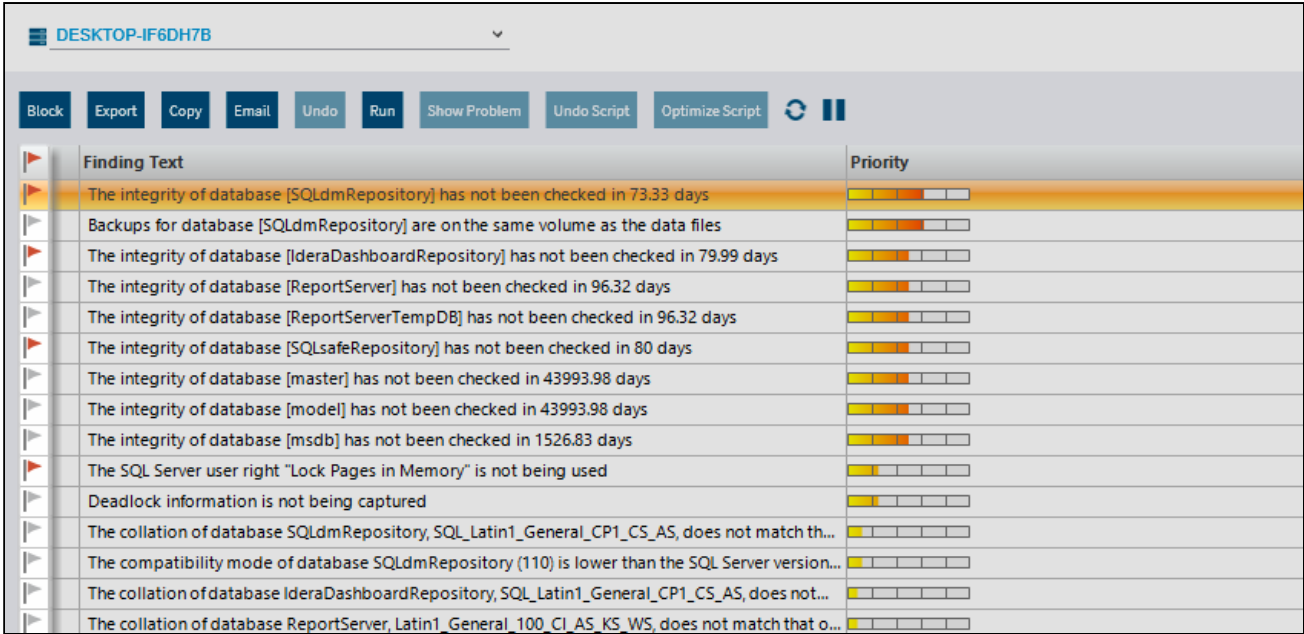 DESKTOP-IF6DH7B
Block Export Copy Email Undo Run Show Problem Undo Script Optimize Script
Finding Text Priority
The integrity of database [SQLdmRepository] has not been checked in 73.33 days
Backups for database [SQLdmRepository] are on the same volume as the data files
The integrity of database [IderaDashboardRepository] has not been checked in 79.99 days
The integrity of database [ReportServer] has not been checked in 96.32 days
The integrity of database [ReportServerTempDB] has not been checked in 96.32 days
The integrity of database [SQLsafeRepository] has not been checked in 80 days
The integrity of database [master] has not been checked in 43993.98 days
The integrity of database [model] has not been checked in 43993.98 days
The integrity of database [msdb] has not been checked in 1526.83 days
The SQL Server user right "Lock Pages in Memory" is not being used
Deadlock information is not being captured
The collation of database SQLdmRepository, SQL_Latin1_General_CP1_CS_AS, does not match th...
The compatibility mode of database SQLdmRepository (110) is lower than the SQL Server version...
The collation of database IderaDashboardRepository, SQL_Latin1_General_CP1_CS_AS, does not...
The collation of database ReportServer, Latin1_General_100_CI_AS_KS_WS, does not match that o...